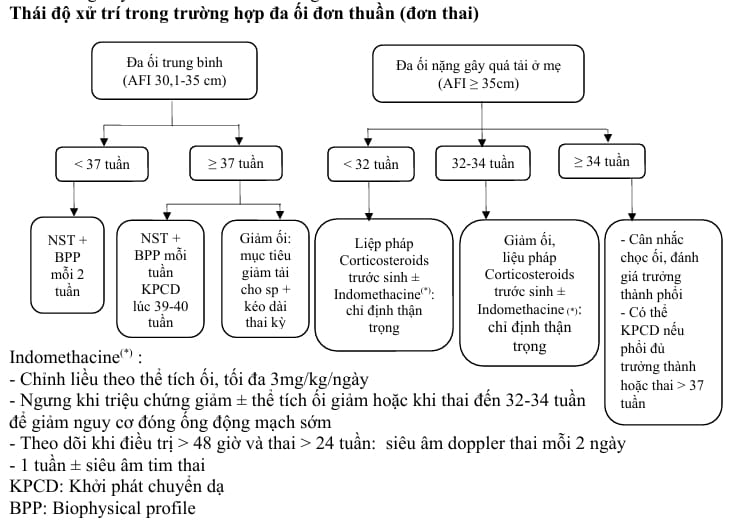 Thái độ xử trí trong trường hợp đa ối đơn thuần (đơn thai)
Đa ối trung bình
(AFI 30,1-35 cm)
Đa ối nặng gây quá tải ở mẹ
(AFI ≥ 35cm)
< 37 tuần
≥ 37 tuần
< 32 tuần
32-34 tuần
≥ 34 tuần
NST +
BPP
mỗi 2
tuần
NST +
BPP mỗi
tuần
KPCD
lúc 39-40
tuần
Giảm ối:
mục tiêu
giảm tải
cho sp +
kéo dài
thai kỳ
Liệp pháp
Corticosteroids
trước sinh ±
Indomethacine(*):
chỉ định thận
trọng
Giảm ối,
liệu pháp
Corticosteroids
trước sinh ±
Indomethacine (*):
chỉ định thận
trọng
- Cân nhắc
chọc ối, đánh
giá trưởng
thành phổi
- Có thể
KPCD nếu
phổi đủ
trưởng thành
hoặc thai > 37
tuần
Indomethacine(*) :
- Chỉnh liều theo thể tích ối, tối đa 3mg/kg/ngày
- Ngưng khi triệu chứng giảm ± thể tích ối giảm hoặc khi thai đến 32-34 tuần
để giảm nguy cơ đóng ống động mạch sớm
- Theo dõi khi điều trị > 48 giờ và thai > 24 tuần: siêu âm doppler thai mỗi 2 ngày
- 1 tuần ± siêu âm tim thai
KPCD: Khởi phát chuyển dạ
BPP: Biophysical profile